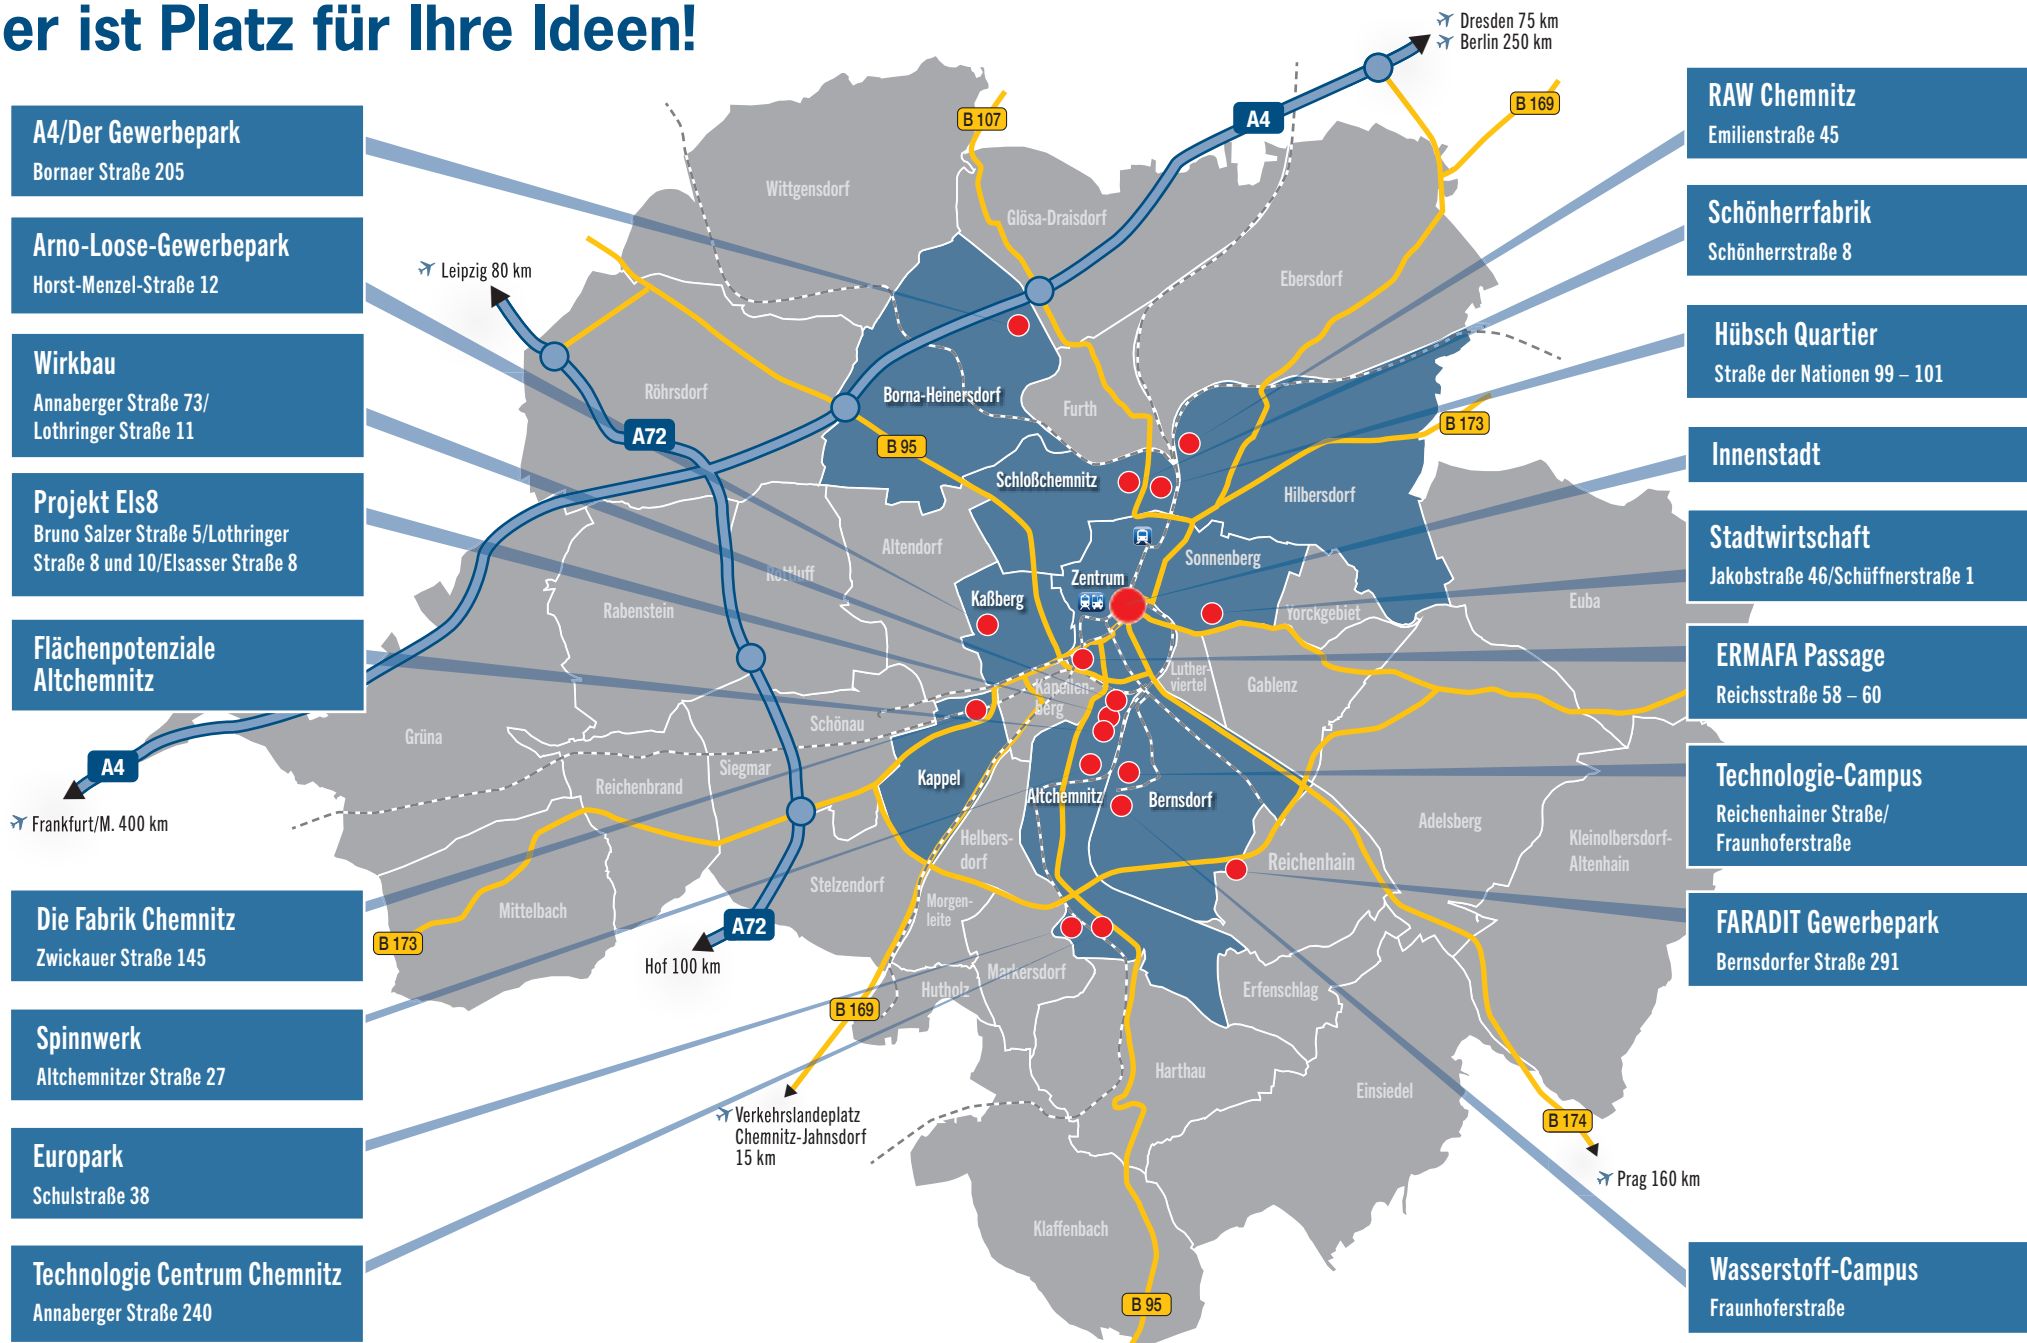 er ist Platz für Ihre Ideen!
Dresden 75 km
Berlin 250 km
A4/Der Gewerbepark
Bornaer Straße 205
Arno-Loose-Gewerbepark
Horst-Menzel-Straße 12
Wirkbau
Annaberger Straße 73/
Lothringer Straße 11
Projekt Els8
Bruno Salzer Straße 5/Lothringer
Straße 8 und 10/Elsasser Straße 8
Flächenpotenziale
Altchemnitz
Die Fabrik Chemnitz
Zwickauer Straße 145
Spinnwerk
Altchemnitzer Straße 27
Europark
Schulstraße 38
Technologie Centrum Chemnitz
Annaberger Straße 240
Leipzig 80 km
Frankfurt/M. 400 km
Hof 100 km
Verkehrslandeplatz
Chemnitz-Jahnsdorf
15 km
Prag 160 km
A4
A72
A4
A72
B 107
B 169
B 95
B 173
B 173
B 169
B 174
B 95
Wittgensdorf
Glösa-Draisdorf
Ebersdorf
Röhrsdorf
Borna-Heinersdorf
Furth
Schloßchemnitz
Hilbersdorf
Altendorf
Rottluff
Rabenstein
Sonnenberg
Zentrum
Kaßberg
Yorckgebiet
Euba
Luther-
viertel
Gablenz
Kapellen-
berg
Schönau
Grüna
Siegmar
Reichenbrand
Kappel
Altchemnitz
Bernsdorf
Adelsberg
Kleinolbersdorf-
Altenhain
Helbers-
dorf
Reichenhain
Stelzendorf
Mittelbach
Morgen-
leite
Markersdorf
Hutholz
Erfenschlag
Harthau
Einsiedel
Klaffenbach
RAW Chemnitz
Emilienstraße 45
Schönherrfabrik
Schönherrstraße 8
Hübsch Quartier
Straße der Nationen 99 – 101
Innenstadt
Stadtwirtschaft
Jakobstraße 46/Schüffnerstraße 1
ERMAFA Passage
Reichsstraße 58 – 60
Technologie-Campus
Reichenhainer Straße/
Fraunhoferstraße
FARADIT Gewerbepark
Bernsdorfer Straße 291
Wasserstoff-Campus
Fraunhoferstraße